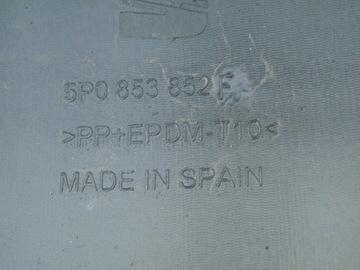 5P0 853 852 F
>PP+EPDM-T10<
MADE IN SPAIN